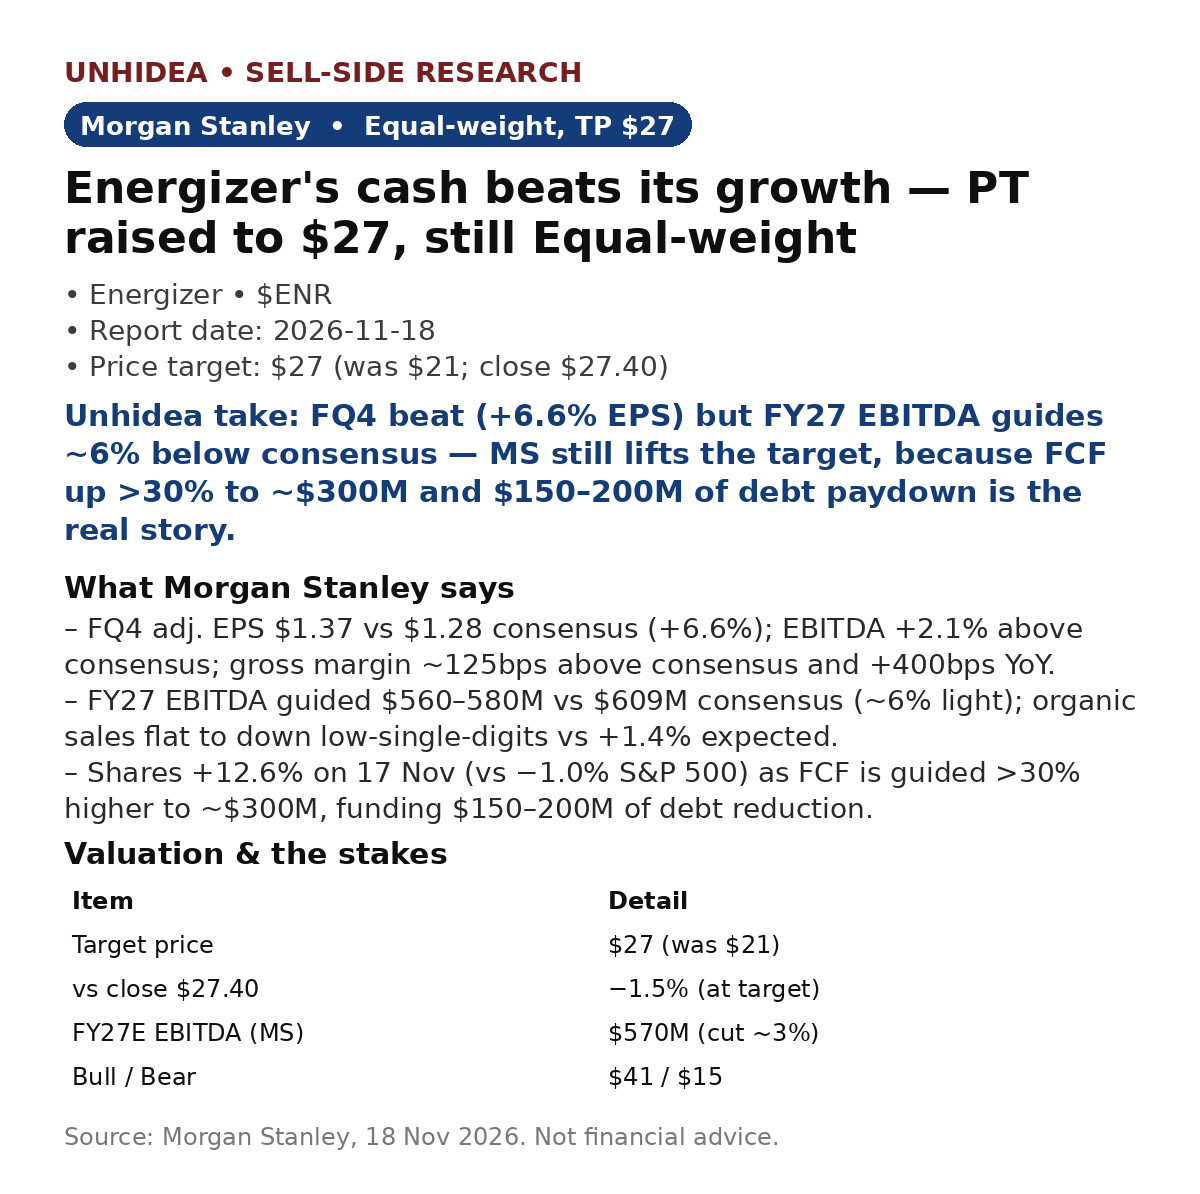 UNHIDEA • SELL-SIDE RESEARCH
Morgan Stanley • Equal-weight, TP $27
Energizer's cash beats its growth — PT
raised to $27, still Equal-weight
• Energizer • $ENR
• Report date: 2026-11-18
• Price target: $27 (was $21; close $27.40)
Unhidea take: FQ4 beat (+6.6% EPS) but FY27 EBITDA guides
~6% below consensus — MS still lifts the target, because FCF
up >30% to ~$300M and $150–200M of debt paydown is the
real story.
What Morgan Stanley says
– FQ4 adj. EPS $1.37 vs $1.28 consensus (+6.6%); EBITDA +2.1% above
consensus; gross margin ~125bps above consensus and +400bps YoY.
– FY27 EBITDA guided $560–580M vs $609M consensus (~6% light); organic
sales flat to down low-single-digits vs +1.4% expected.
– Shares +12.6% on 17 Nov (vs −1.0% S&P 500) as FCF is guided >30%
higher to ~$300M, funding $150–200M of debt reduction.
Valuation & the stakes
Item Detail
Target price $27 (was $21)
vs close $27.40 −1.5% (at target)
FY27E EBITDA (MS) $570M (cut ~3%)
Bull / Bear $41 / $15
Source: Morgan Stanley, 18 Nov 2026. Not financial advice.